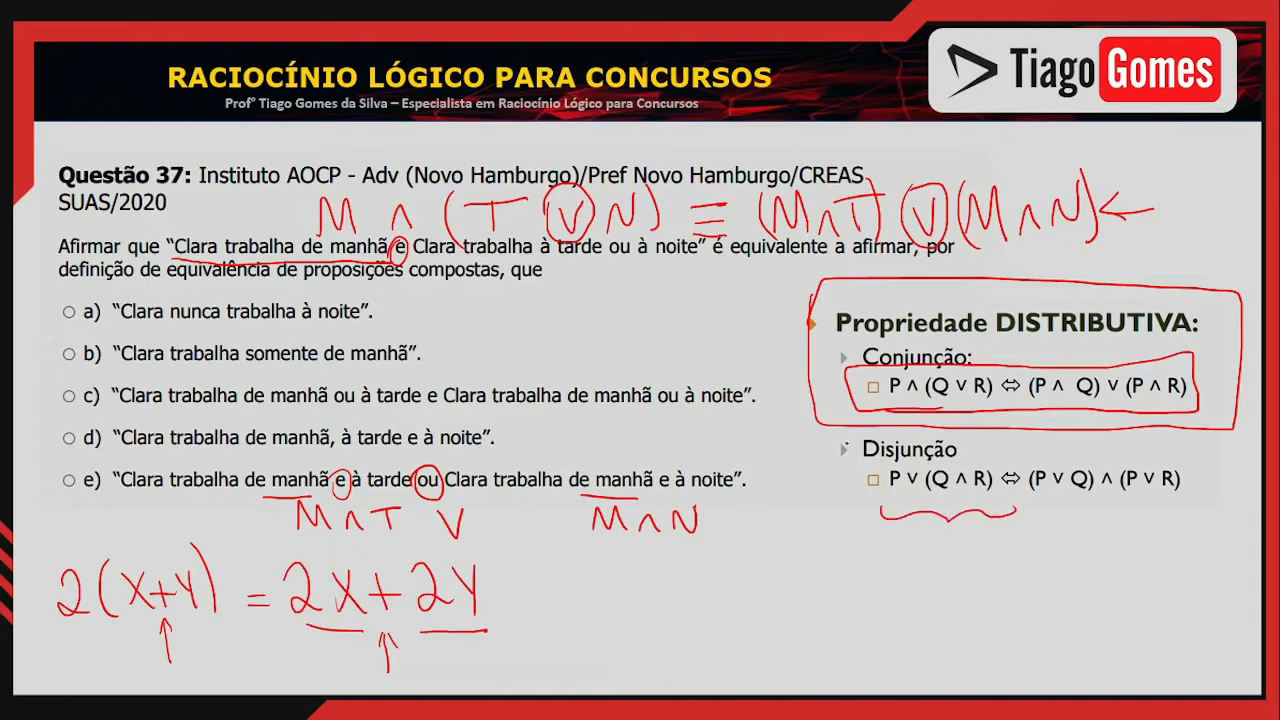 RACIOCÍNIO LÓGICO PARA CONCURSOS
Prof° Tiago Gomes da Silva – Especialista em Raciocínio Lógico para Concursos
Tiago Gomes
Questão 37: Instituto AOCP - Adv (Novo Hamburgo)/Pref Novo Hamburgo/CREAS
SUAS/2020
M ∧ (T V N) ≡ (M∧T) V (M∧N) ←
Afirmar que “Clara trabalha de manhã e Clara trabalha à tarde ou à noite” é equivalente a afirmar, por
definição de equivalência de proposições compostas, que
a) “Clara nunca trabalha à noite”.
b) “Clara trabalha somente de manhã”.
c) “Clara trabalha de manhã ou à tarde e Clara trabalha de manhã ou à noite”.
d) “Clara trabalha de manhã, à tarde e à noite”.
e) “Clara trabalha de manhã e à tarde ou Clara trabalha de manhã e à noite”.
M∧T V M∧N
2(X+Y) = 2X+2Y
Propriedade DISTRIBUTIVA:
Conjunção:
P ∧ (Q ∨ R) ⇔ (P ∧ Q) ∨ (P ∧ R)
Disjunção
P ∨ (Q ∧ R) ⇔ (P ∨ Q) ∧ (P ∨ R)